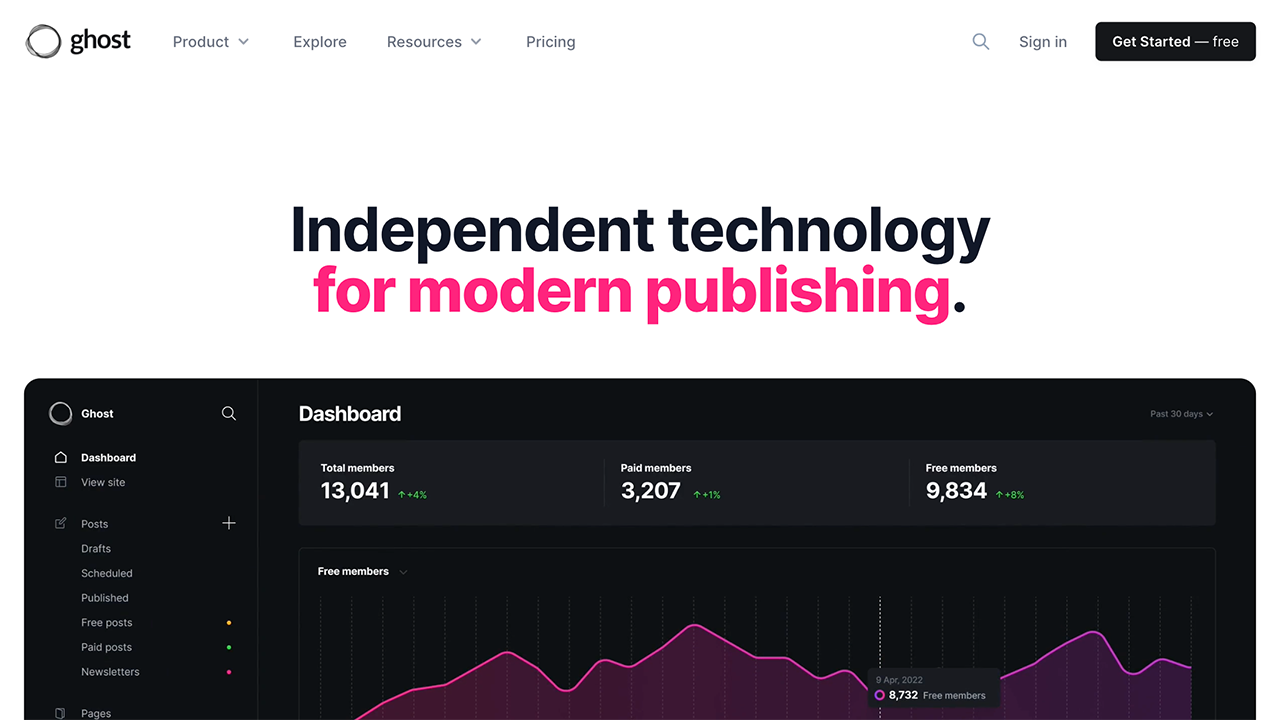 ghost Product Explore Resources Pricing Sign in Get Started — free
Independent technology
for modern publishing.
Ghost
Dashboard
View site
Posts
Drafts
Scheduled
Published
Free posts
Paid posts
Newsletters
Pages
Dashboard Past 30 days
Total members Paid members Free members
13,041 +4% 3,207 +1% 9,834 +8%
Free members
9 Apr, 2022
8,732 Free members